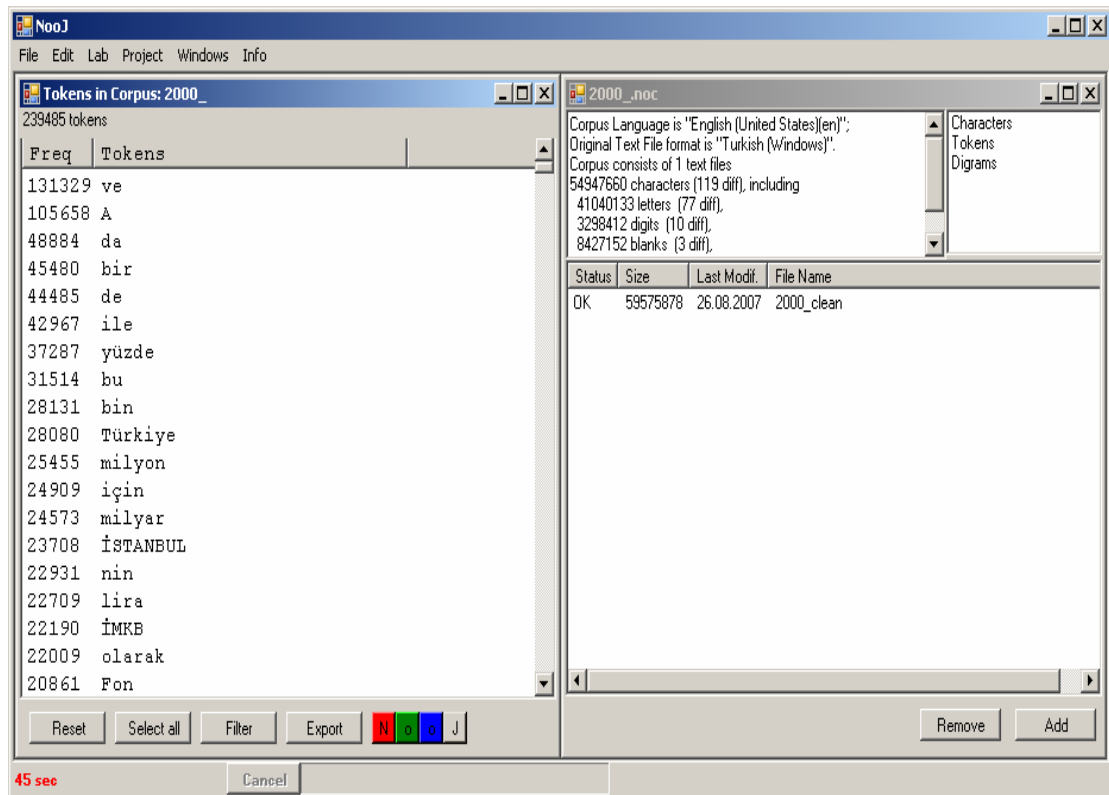 NooJ
File Edit Lab Project Windows Info
Tokens in Corpus: 2000_
239485 tokens
Freq Tokens
131329 ve
105658 A
48884 da
45480 bir
44485 de
42967 ile
37287 yüzde
31514 bu
28131 bin
28080 Türkiye
25455 milyon
24909 için
24573 milyar
23708 İSTANBUL
22931 nin
22709 lira
22190 İMKB
22009 olarak
20861 Fon
Reset Select all Filter Export N o o J
2000_.noc
Corpus Language is "English (United States)(en)";
Original Text File format is "Turkish (Windows)".
Corpus consists of 1 text files
54947660 characters (119 diff), including
41040133 letters (77 diff),
3298412 digits (10 diff),
8427152 blanks (3 diff),
Characters
Tokens
Digrams
Status Size Last Modif. File Name
OK 59575878 26.08.2007 2000_clean
Remove Add
45 sec Cancel